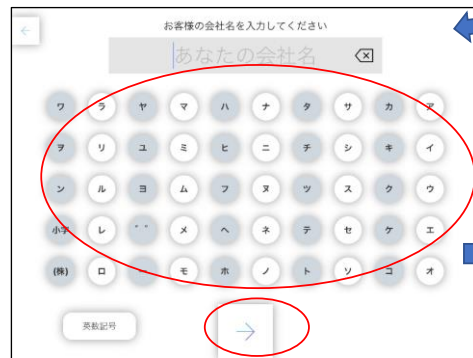 お客様の会社名を入力してください
あなたの会社名
ワ ラ ヤ マ ハ ナ タ サ カ ア
ヲ リ ユ ミ ヒ ニ チ シ キ イ
ン ル ヨ ム フ ヌ ツ ス ク ウ
小字 レ ゛゜ メ ヘ ネ テ セ ケ エ
(株) ロ ー モ ホ ノ ト ソ コ オ
英数記号